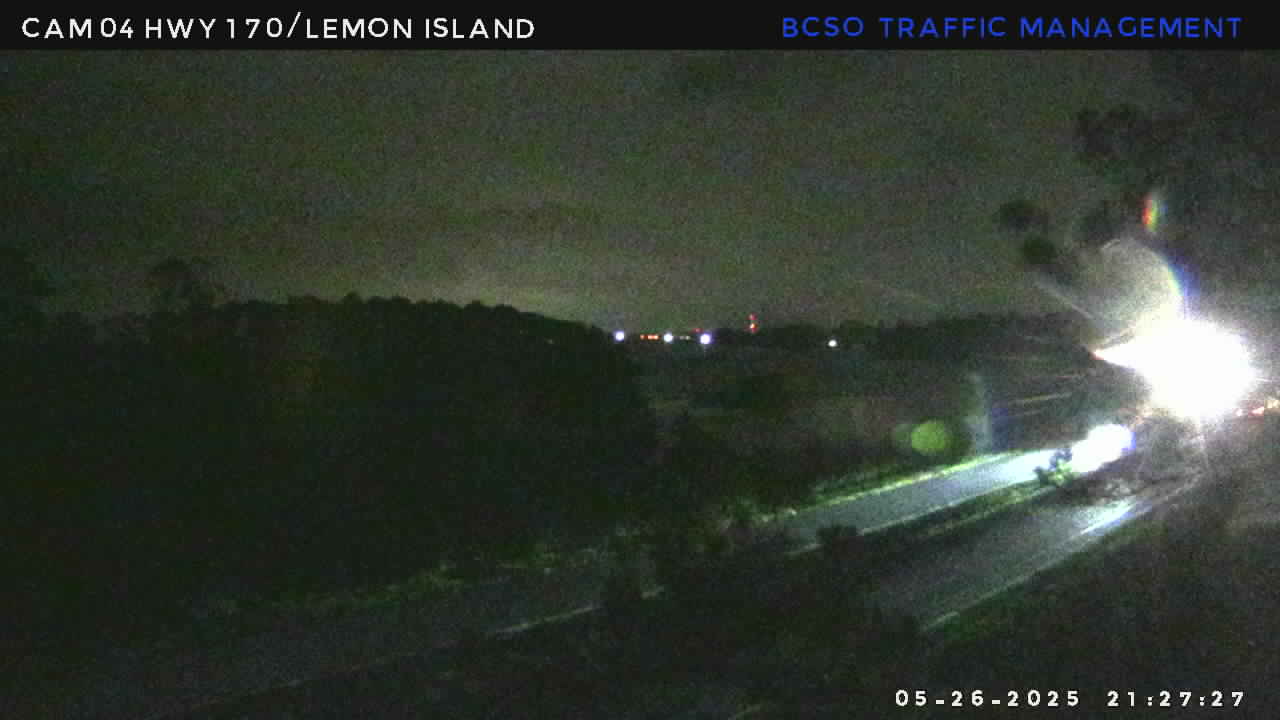 CAM04 HWY 170/LEMON ISLAND
BCSO TRAFFIC MANAGEMENT
05-26-2025 21:27:27